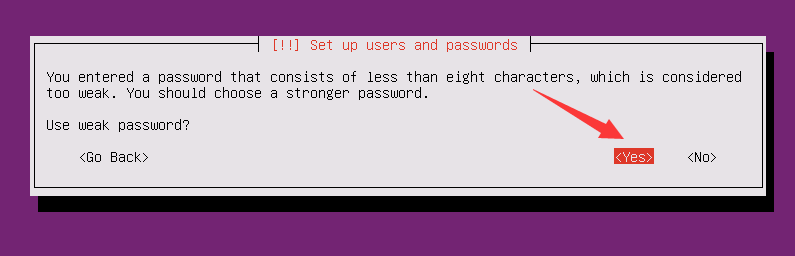 [!!] Set up users and passwords
You entered a password that consists of less than eight characters, which is considered
too weak. You should choose a stronger password.
Use weak password?
<Go Back> <Yes> <No>